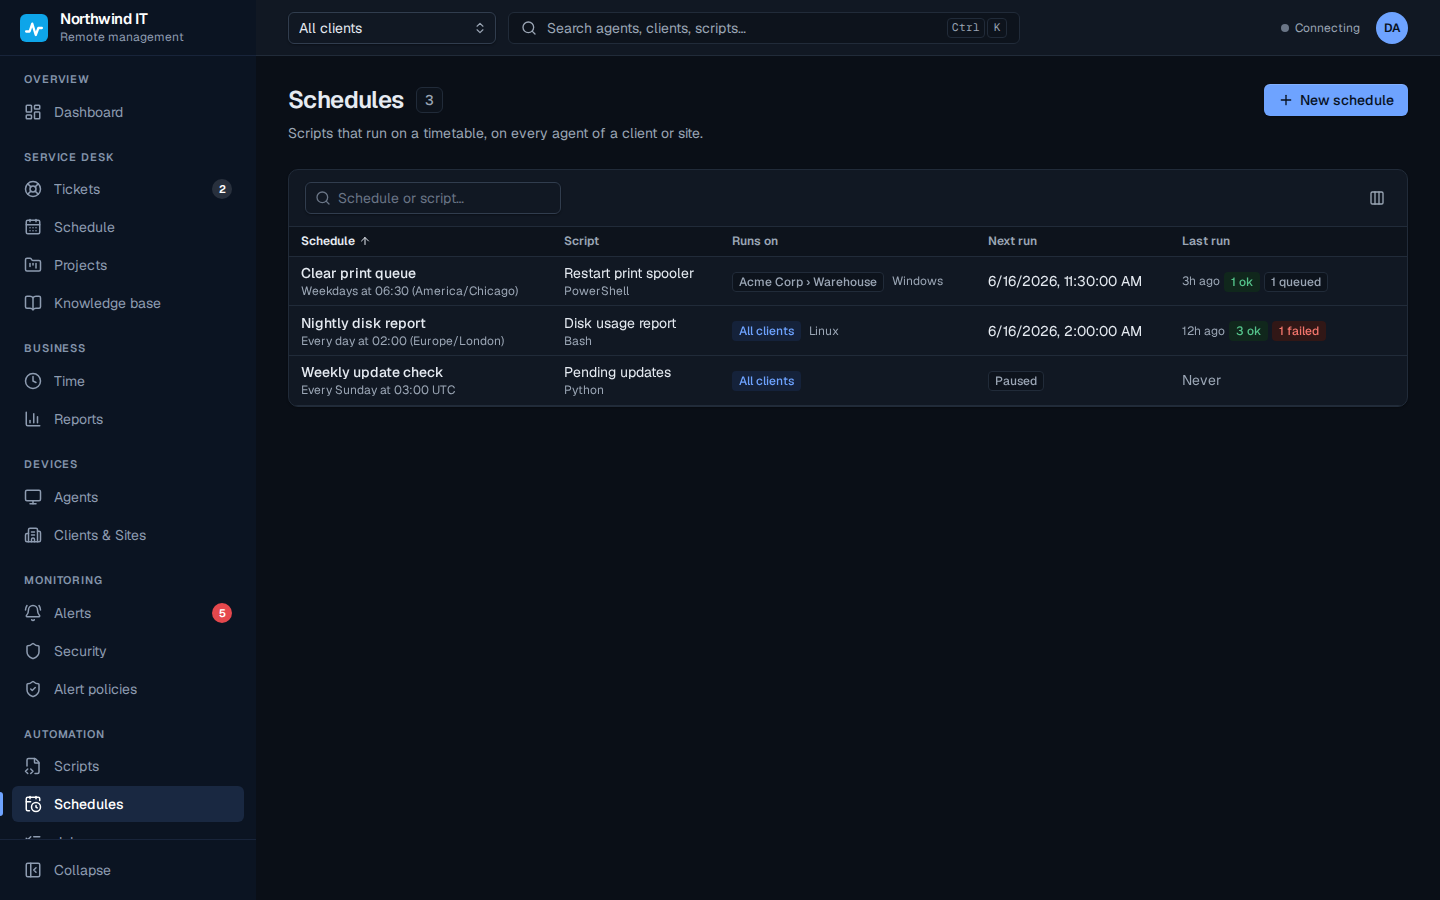 Northwind IT
Remote management
All clients
Search agents, clients, scripts...
Ctrl K
Connecting
DA
OVERVIEW
Dashboard
SERVICE DESK
Tickets 2
Schedule
Projects
Knowledge base
BUSINESS
Time
Reports
DEVICES
Agents
Clients & Sites
MONITORING
Alerts 5
Security
Alert policies
AUTOMATION
Scripts
Schedules
Collapse
Schedules 3
New schedule
Scripts that run on a timetable, on every agent of a client or site.
Schedule or script...
Schedule ↑ Script Runs on Next run Last run
Clear print queue Restart print spooler Acme Corp › Warehouse Windows 6/16/2026, 11:30:00 AM 3h ago 1 ok 1 queued
Weekdays at 06:30 (America/Chicago) PowerShell
Nightly disk report Disk usage report All clients Linux 6/16/2026, 2:00:00 AM 12h ago 3 ok 1 failed
Every day at 02:00 (Europe/London) Bash
Weekly update check Pending updates All clients Paused Never
Every Sunday at 03:00 UTC Python